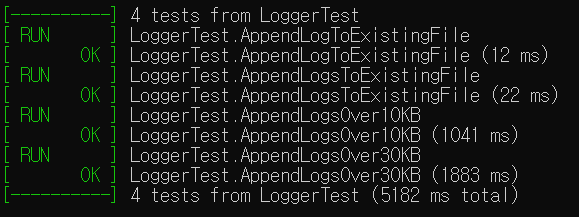 [----------] 4 tests from LoggerTest
[ RUN      ] LoggerTest.AppendLogToExistingFile
[       OK ] LoggerTest.AppendLogToExistingFile (12 ms)
[ RUN      ] LoggerTest.AppendLogsToExistingFile
[       OK ] LoggerTest.AppendLogsToExistingFile (22 ms)
[ RUN      ] LoggerTest.AppendLogsOver10KB
[       OK ] LoggerTest.AppendLogsOver10KB (1041 ms)
[ RUN      ] LoggerTest.AppendLogsOver30KB
[       OK ] LoggerTest.AppendLogsOver30KB (1883 ms)
[----------] 4 tests from LoggerTest (5182 ms total)